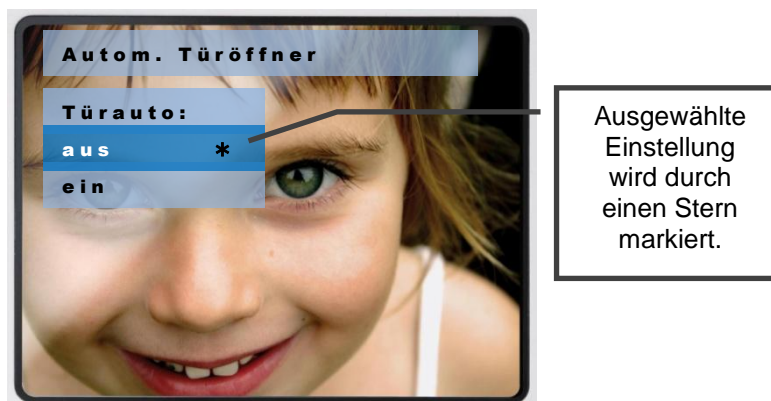 Autom. Türöffner
Türauto:
aus *
ein
Ausgewählte
Einstellung
wird durch
einen Stern
markiert.